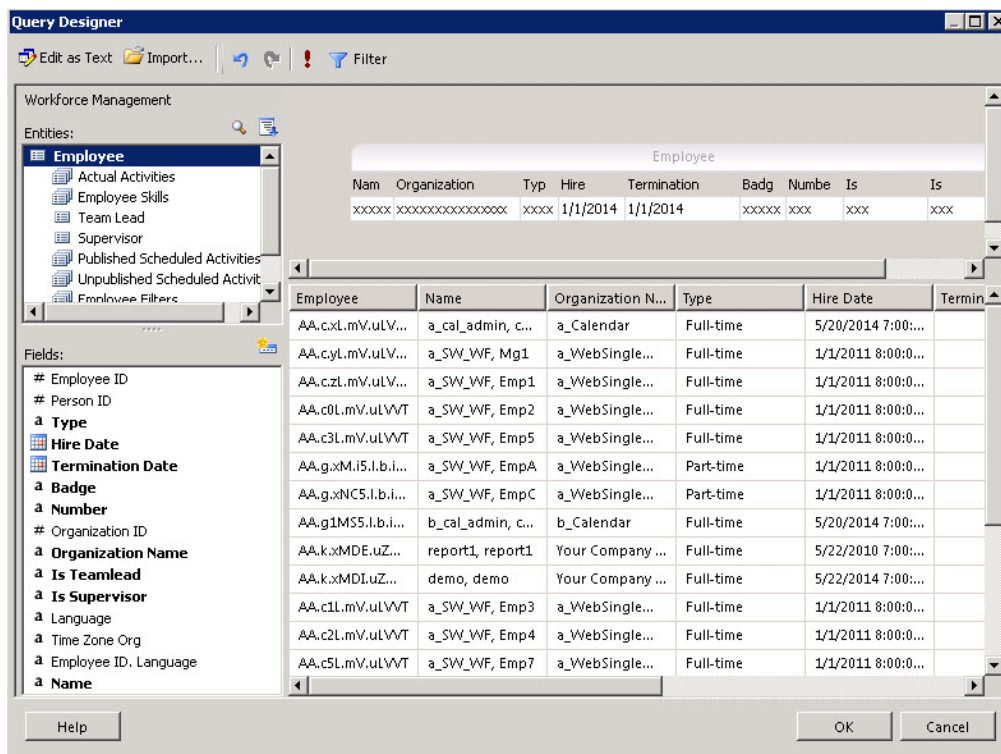 Query Designer
Edit as Text Import... Filter
Workforce Management
Entities:
Employee
Actual Activities
Employee Skills
Team Lead
Supervisor
Published Scheduled Activities
Unpublished Scheduled Activit
Employee Filters
Fields:
# Employee ID
# Person ID
a Type
Hire Date
Termination Date
a Badge
a Number
# Organization ID
a Organization Name
a Is Teamlead
a Is Supervisor
a Language
a Time Zone Org
a Employee ID. Language
a Name
Employee
Nam Organization Typ Hire Termination Badg Numbe Is Is
xxxxx xxxxxxxxxxxxxxx xxxx 1/1/2014 1/1/2014 xxxxx xxx xxx xxx
Employee Name Organization N... Type Hire Date Termin
AA.c.xL.mV.uLV... a_cal_admin, c... a_Calendar Full-time 5/20/2014 7:00:...
AA.c.yL.mV.uLV... a_SW_WF, Mg1 a_WebSingle... Full-time 1/1/2011 8:00:0...
AA.c.zL.mV.uLV... a_SW_WF, Emp1 a_WebSingle... Full-time 1/1/2011 8:00:0...
AA.c0L.mV.uLVVT a_SW_WF, Emp2 a_WebSingle... Full-time 1/1/2011 8:00:0...
AA.c3L.mV.uLVVT a_SW_WF, Emp5 a_WebSingle... Full-time 1/1/2011 8:00:0...
AA.g.xM.i5.l.b.i... a_SW_WF, EmpA a_WebSingle... Part-time 1/1/2011 8:00:0...
AA.g.xNC5.l.b.i... a_SW_WF, EmpC a_WebSingle... Part-time 1/1/2011 8:00:0...
AA.g1MS5.l.b.i... b_cal_admin, c... b_Calendar Full-time 5/20/2014 7:00:...
AA.k.xMDE.uZ... report1, report1 Your Company ... Full-time 5/22/2010 7:00:...
AA.k.xMDI.uZ... demo, demo Your Company ... Full-time 5/22/2014 7:00:...
AA.c1L.mV.uLVVT a_SW_WF, Emp3 a_WebSingle... Full-time 1/1/2011 8:00:0...
AA.c2L.mV.uLVVT a_SW_WF, Emp4 a_WebSingle... Full-time 1/1/2011 8:00:0...
AA.c5L.mV.uLVVT a_SW_WF, Emp7 a_WebSingle... Full-time 1/1/2011 8:00:0...
Help OK Cancel